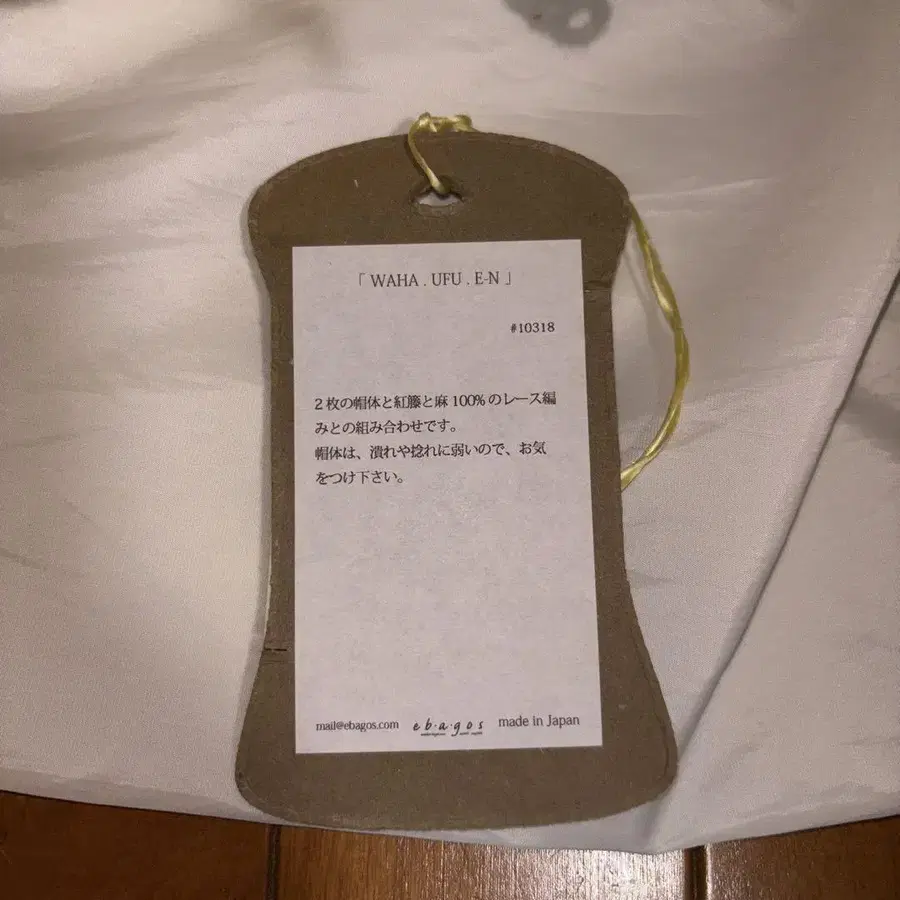 「 WAHA . UFU . E-N 」
#10318
2 枚の帽体と紅籐と麻 100% のレース編
みとの組み合わせです。
帽体は、潰れや捻れに弱いので、お気
をつけ下さい。
mail@ebagos.com e・b・a・g・o・s made in Japan